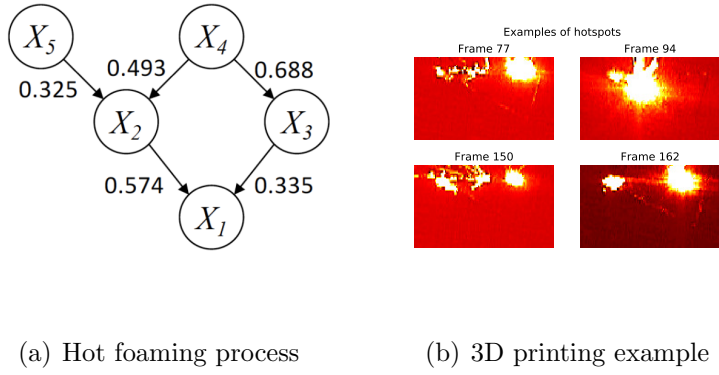 X5
X4
0.325
0.493
0.688
X2
X3
0.574
0.335
X1
(a) Hot foaming process
Examples of hotspots
Frame 77
Frame 94
Frame 150
Frame 162
(b) 3D printing example